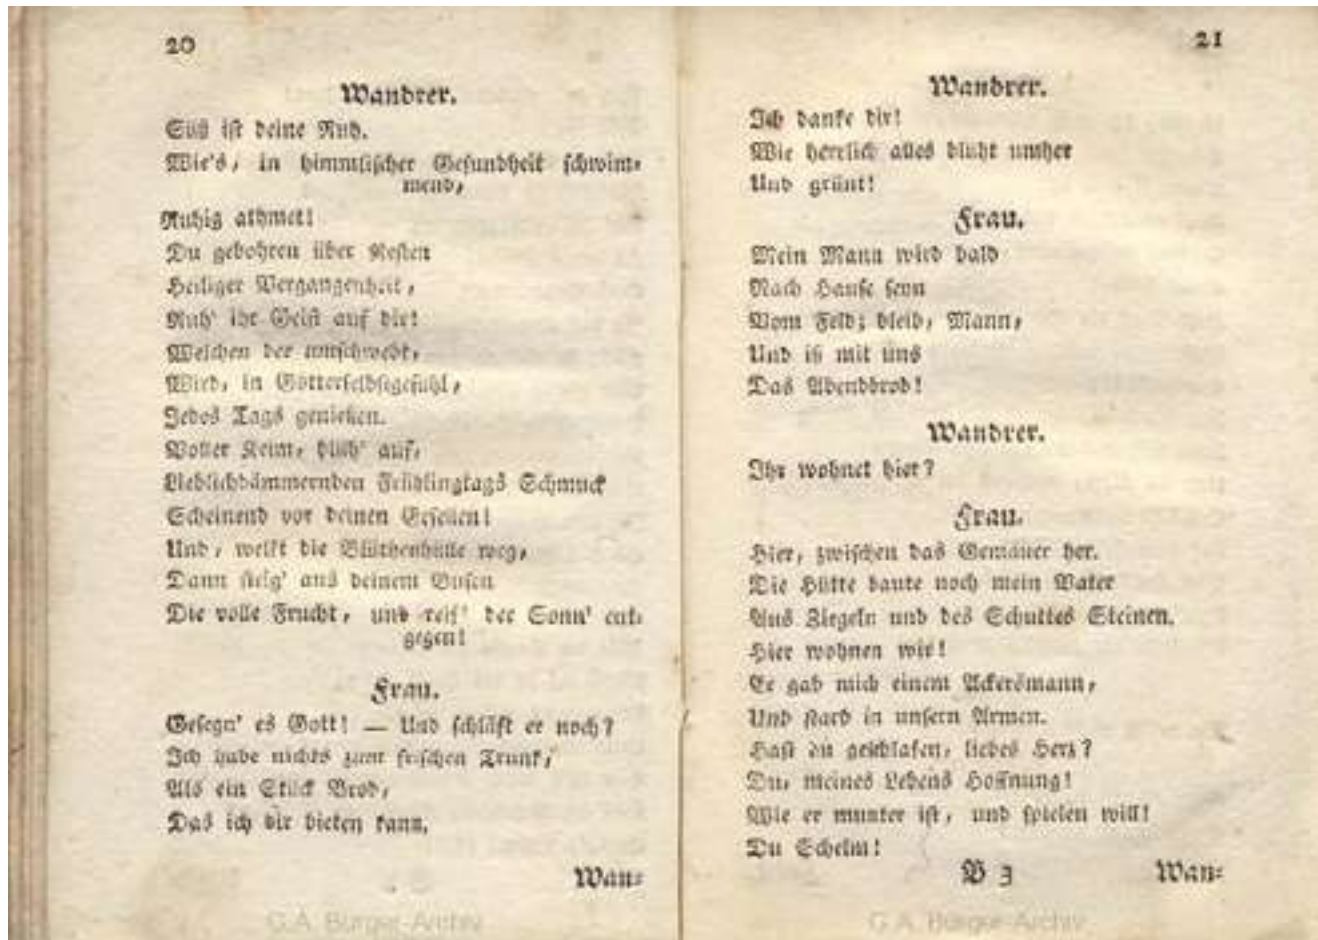 20
Wandrer.
Süß ist deine Ruh.
Wie's, in himmlischer Gesundheit schwim-
mend,
Ruhig athmet!
Du gebohren über Resten
Heiliger Vergangenheit,
Ruh' ihr Geist auf dir!
Welchen der umschwebt,
Wird, in Götterselbstgefühl,
Jedes Tags genießen.
Voller Keim, blüh' auf,
Lieblichdämmernden Frühlingtags Schmuck
Scheinend vor deinen Gesellen!
Und, welkt die Blüthenhülle weg,
Dann steig' aus deinem Busen
Die volle Frucht, und reif' der Sonn' ent-
gegen!
Frau.
Gesegn' es Gott! — Und schläft er noch?
Ich habe nichts zum frischen Trunk,
Als ein Stück Brod,
Das ich dir bieten kann.
Wan-
G.A. Bürger-Archiv
21
Wandrer.
Ich danke dir!
Wie herrlich alles blüht umher
Und grünt!
Frau.
Mein Mann wird bald
Nach Hause seyn
Vom Feld; bleib, Mann,
Und iß mit uns
Das Abendbrod!
Wandrer.
Ihr wohnet hier?
Frau.
Hier, zwischen das Gemäuer her.
Die Hütte baute noch mein Vater
Aus Ziegeln und des Schuttes Steinen.
Hier wohnen wir!
Er gab mich einem Ackersmann,
Und starb in unsern Armen.
Hast du geschlafen, liebes Herz?
Du, meines Lebens Hoffnung!
Wie er munter ist, und spielen will!
Du Schelm!
B 3
Wan-
G.A. Bürger-Archiv